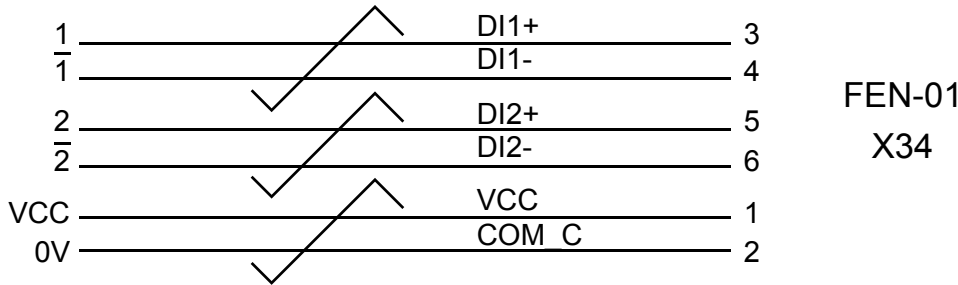 1 DI1+ 3
1̅ DI1- 4
2 DI2+ 5
2̅ DI2- 6
VCC VCC 1
0V COM_C 2
FEN-01
X34